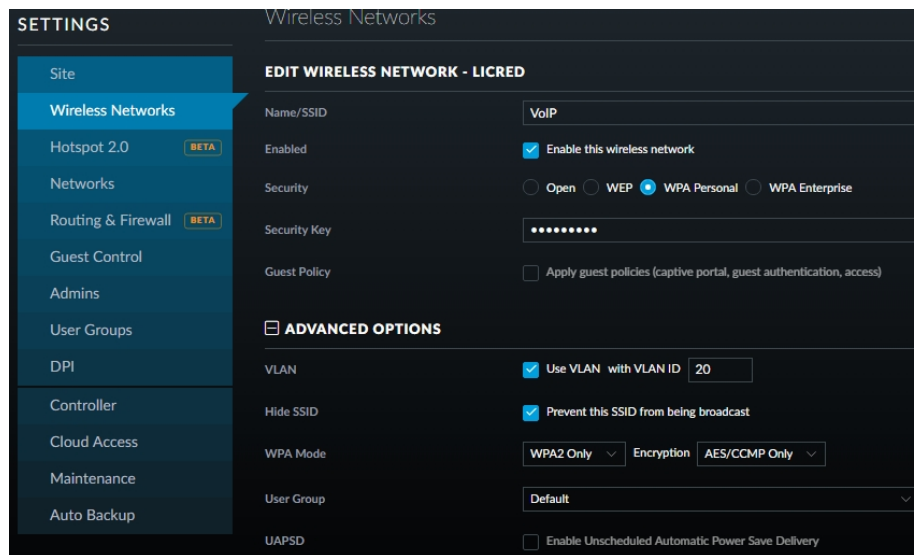 SETTINGS
Site
Wireless Networks
Hotspot 2.0 BETA
Networks
Routing & Firewall BETA
Guest Control
Admins
User Groups
DPI
Controller
Cloud Access
Maintenance
Auto Backup
Wireless Networks
EDIT WIRELESS NETWORK - LICRED
Name/SSID VoIP
Enabled Enable this wireless network
Security Open WEP WPA Personal WPA Enterprise
Security Key •••••••••
Guest Policy Apply guest policies (captive portal, guest authentication, access)
ADVANCED OPTIONS
VLAN Use VLAN with VLAN ID 20
Hide SSID Prevent this SSID from being broadcast
WPA Mode WPA2 Only Encryption AES/CCMP Only
User Group Default
UAPSD Enable Unscheduled Automatic Power Save Delivery